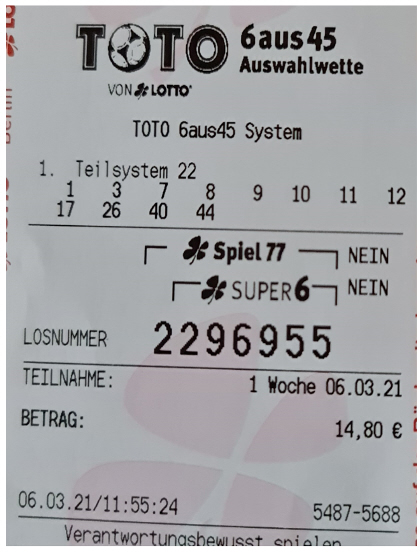 TOTO 6aus45
Auswahlwette
VON LOTTO
TOTO 6aus45 System
1. Teilsystem 22
1 3 7 8 9 10 11 12
17 26 40 44
Spiel 77 NEIN
SUPER 6 NEIN
LOSNUMMER 2296955
TEILNAHME: 1 Woche 06.03.21
BETRAG: 14,80 €
06.03.21/11:55:24 5487-5688
Verantwortungsbewusst spielen